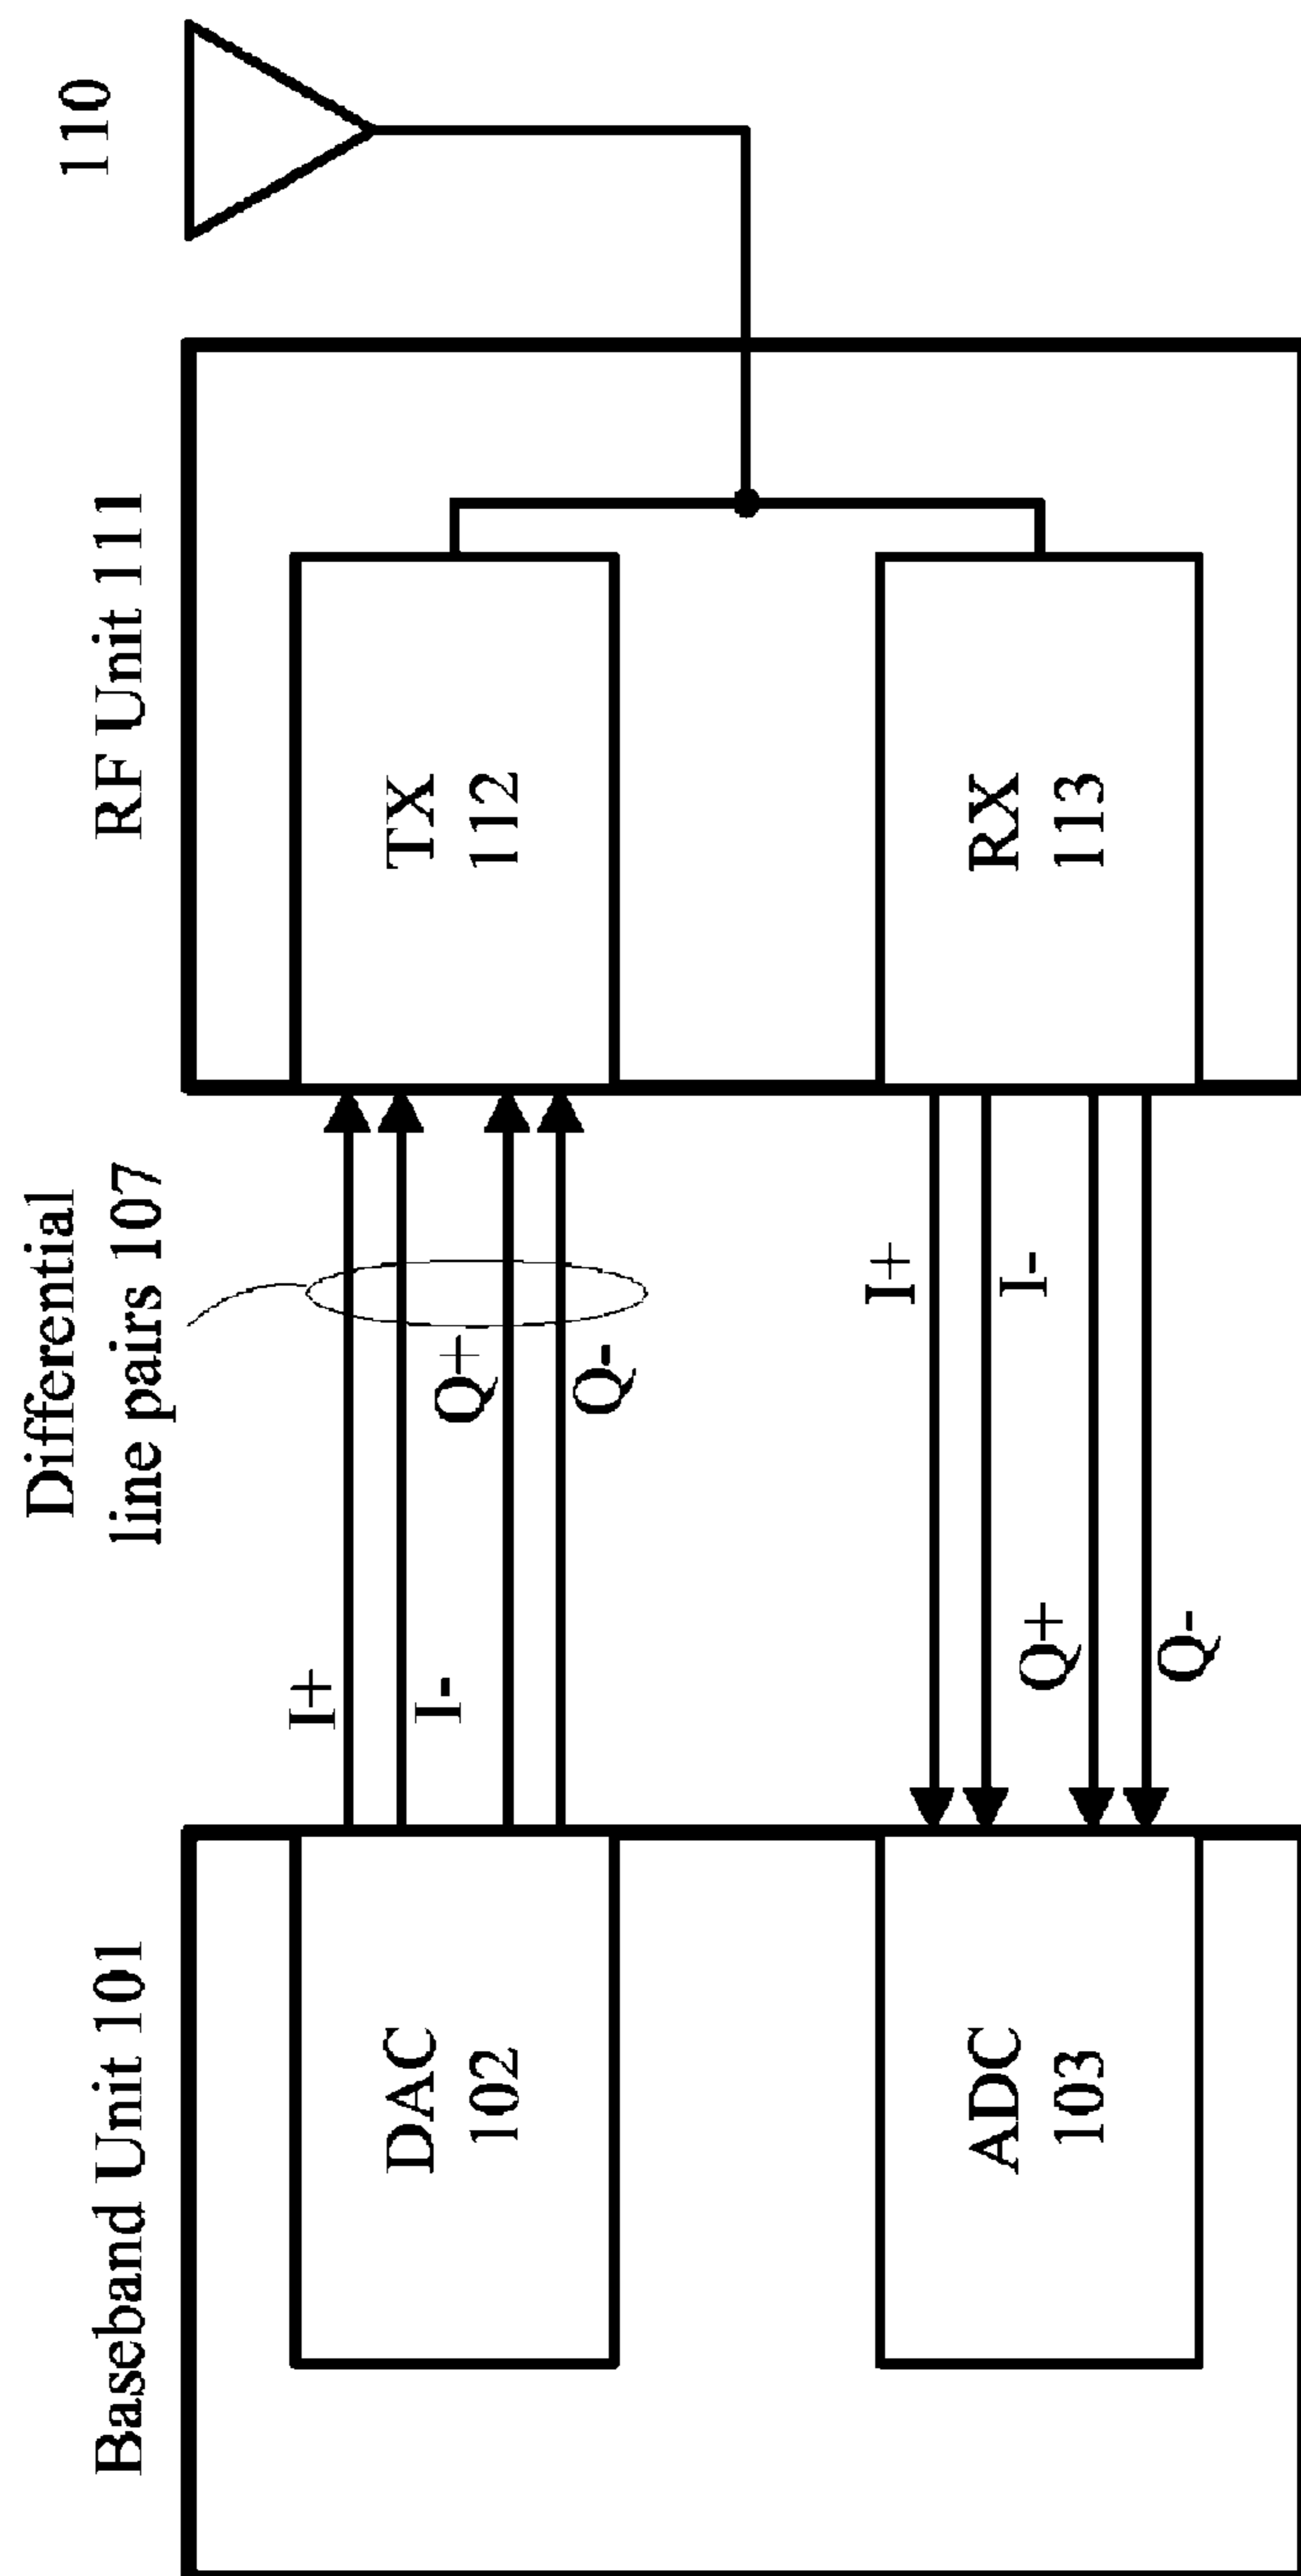 Baseband Unit 101
DAC
102
ADC
103
Differential
line pairs 107
I+
I-
Q+
Q-
I+
I-
Q+
Q-
RF Unit 111
TX
112
RX
113
110